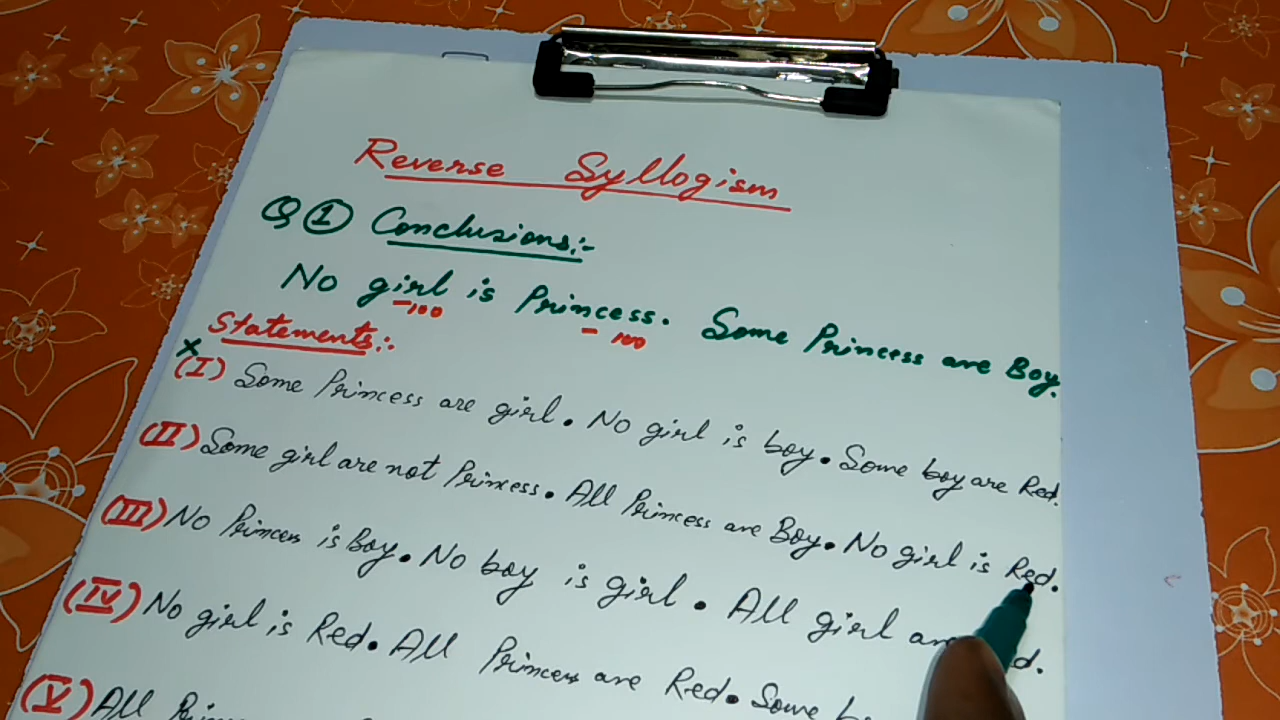 Reverse Syllogism
Q ① Conclusions:-
No girl is Princess. Some Princess are Boy.
-100 - 100
Statements:-
x
(I) Some Princess are girl. No girl is boy. Some boy are Red.
(II) Some girl are not Princess. All Princess are Boy. No girl is Red.
(III) No Princess is Boy. No boy is girl. All girl
(IV) No girl is Red. All Princess are Red. Some
(V) All